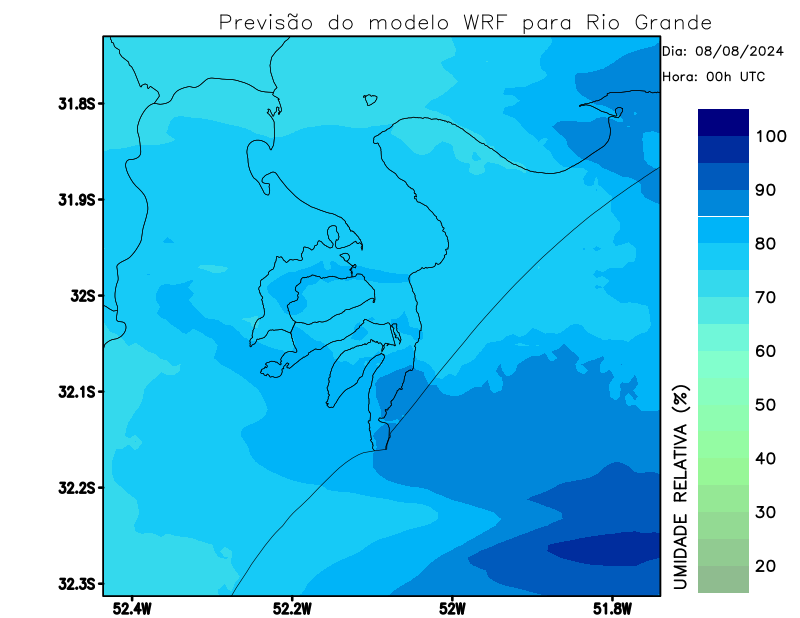 Previsão do modelo WRF para Rio Grande
Dia: 08/08/2024
Hora: 00h UTC
31.8S
31.9S
32S
32.1S
32.2S
32.3S
52.4W
52.2W
52W
51.8W
100
90
80
70
60
50
40
30
20
UMIDADE RELATIVA (%)